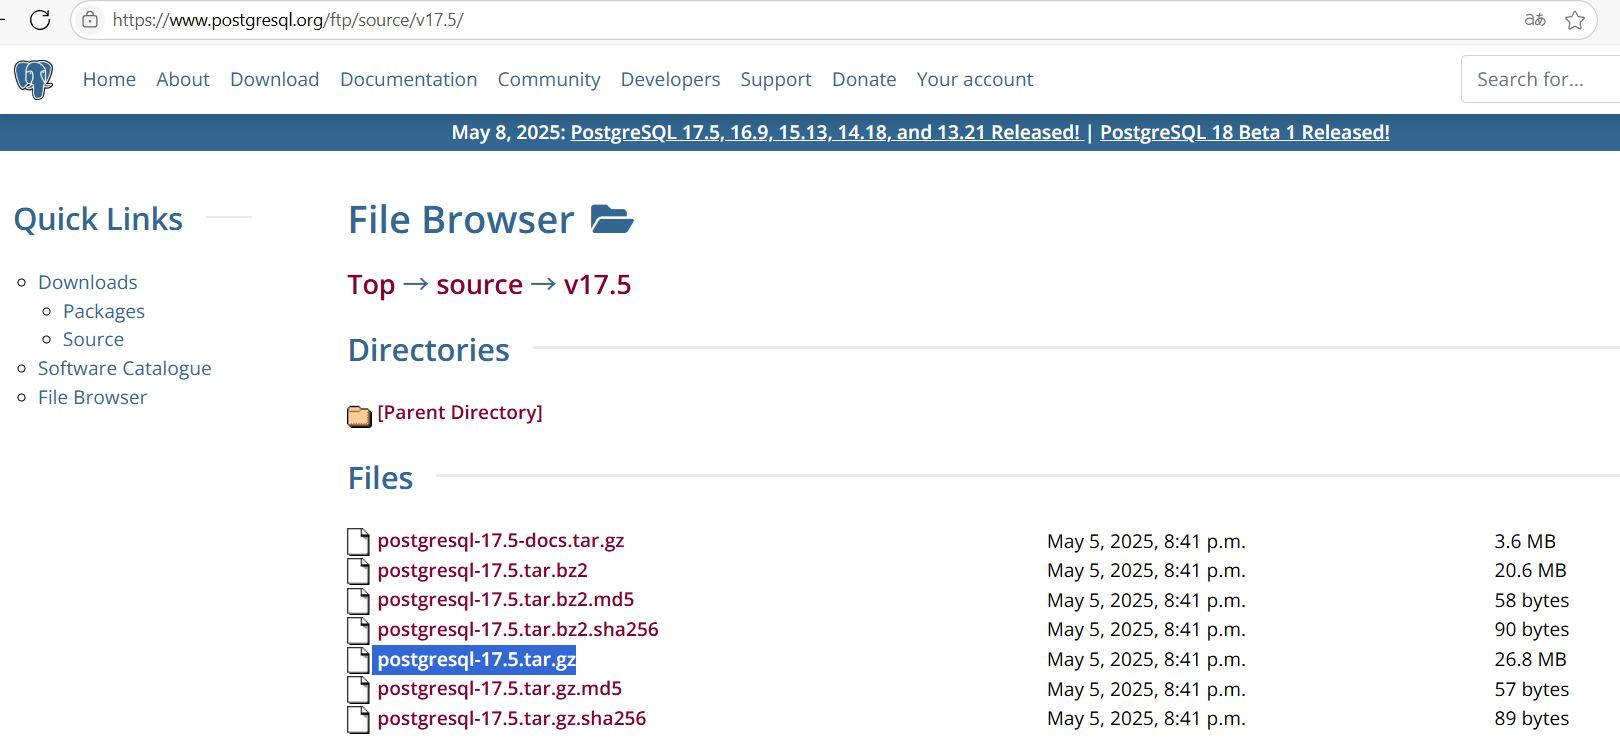 https://www.postgresql.org/ftp/source/v17.5/
aあ
Home About Download Documentation Community Developers Support Donate Your account
Search for...
May 8, 2025: PostgreSQL 17.5, 16.9, 15.13, 14.18, and 13.21 Released! | PostgreSQL 18 Beta 1 Released!
Quick Links
Downloads
Packages
Source
Software Catalogue
File Browser
File Browser
Top → source → v17.5
Directories
[Parent Directory]
Files
postgresql-17.5-docs.tar.gz May 5, 2025, 8:41 p.m. 3.6 MB
postgresql-17.5.tar.bz2 May 5, 2025, 8:41 p.m. 20.6 MB
postgresql-17.5.tar.bz2.md5 May 5, 2025, 8:41 p.m. 58 bytes
postgresql-17.5.tar.bz2.sha256 May 5, 2025, 8:41 p.m. 90 bytes
postgresql-17.5.tar.gz May 5, 2025, 8:41 p.m. 26.8 MB
postgresql-17.5.tar.gz.md5 May 5, 2025, 8:41 p.m. 57 bytes
postgresql-17.5.tar.gz.sha256 May 5, 2025, 8:41 p.m. 89 bytes